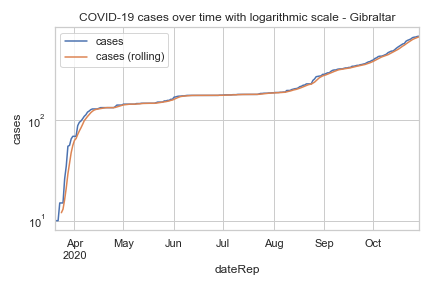 COVID-19 cases over time with logarithmic scale - Gibraltar
cases
cases (rolling)
10²
10¹
cases
Apr May Jun Jul Aug Sep Oct
2020
dateRep